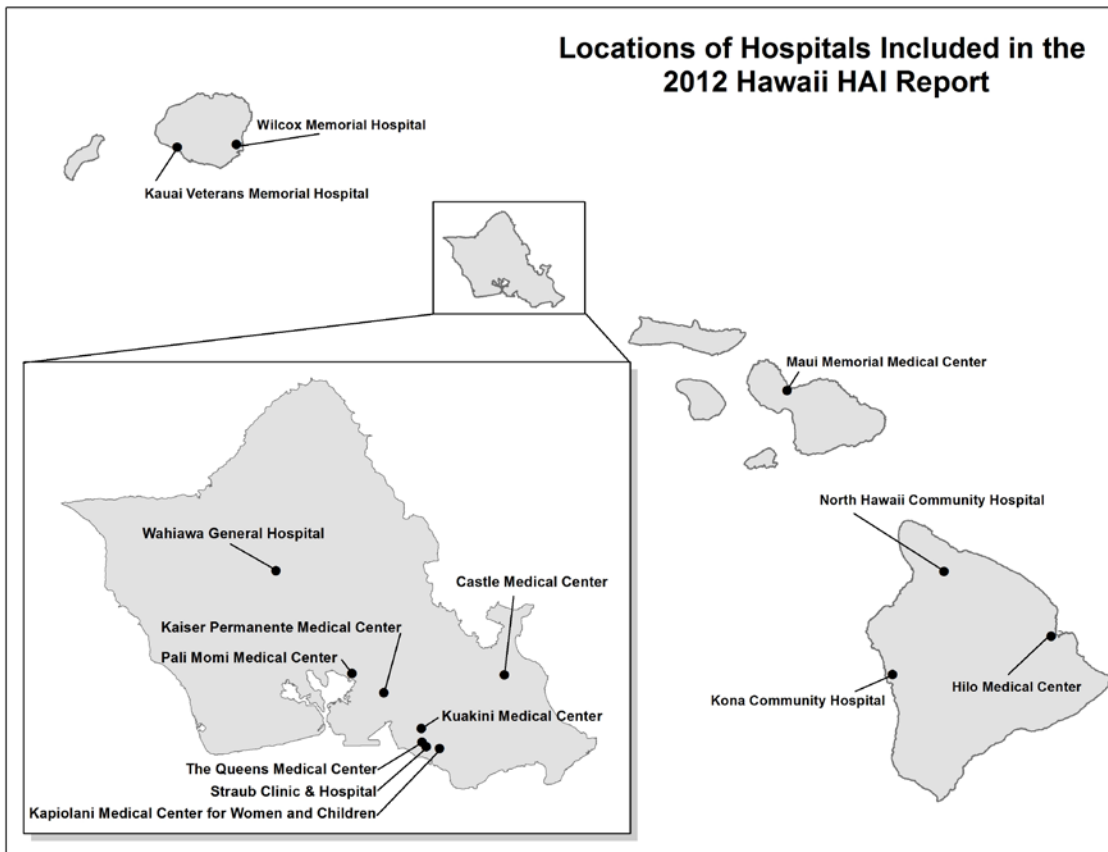 Locations of Hospitals Included in the
2012 Hawaii HAI Report
Wilcox Memorial Hospital
Kauai Veterans Memorial Hospital
Maui Memorial Medical Center
North Hawaii Community Hospital
Hilo Medical Center
Kona Community Hospital
Wahiawa General Hospital
Castle Medical Center
Kaiser Permanente Medical Center
Pali Momi Medical Center
Kuakini Medical Center
The Queens Medical Center
Straub Clinic & Hospital
Kapiolani Medical Center for Women and Children